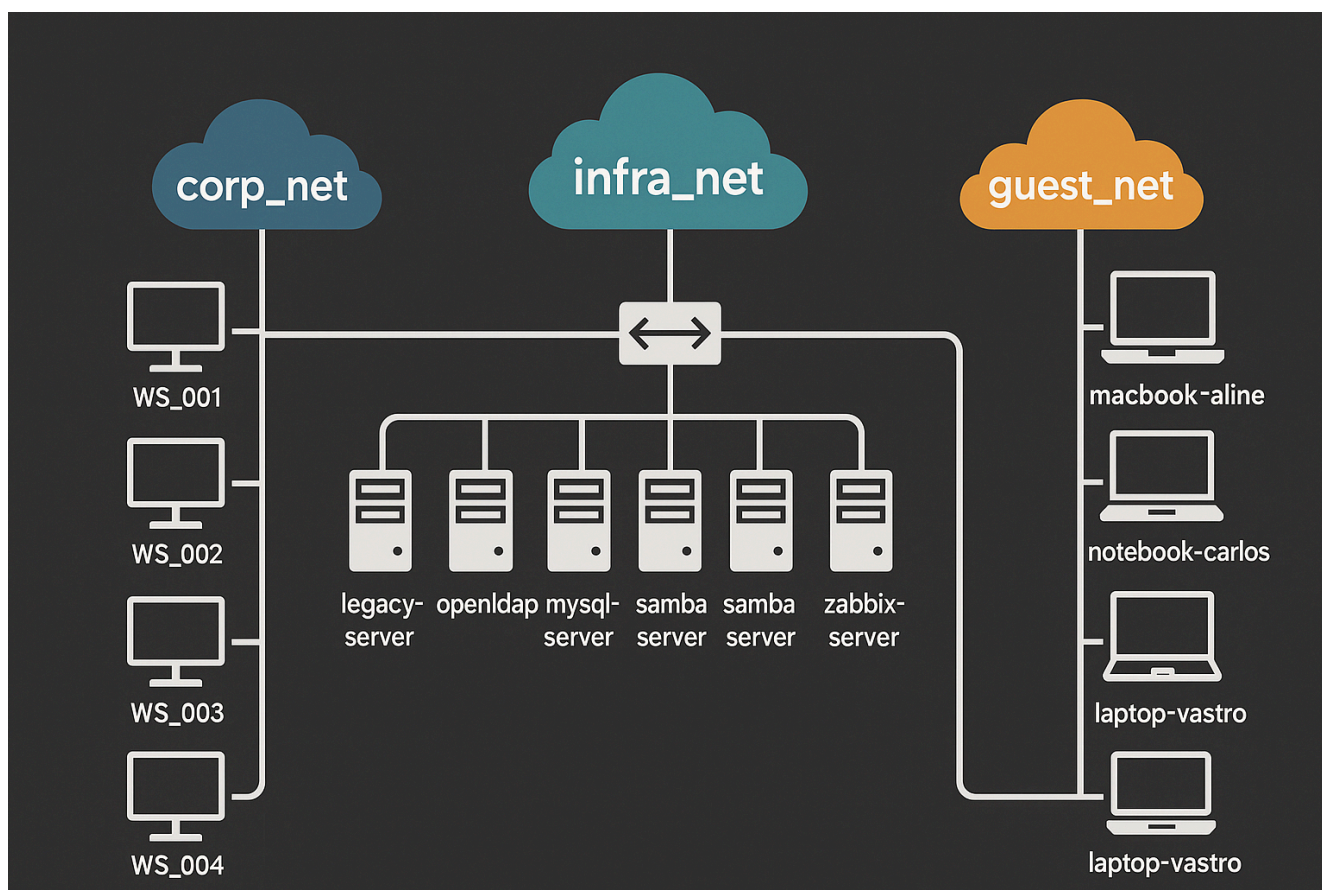 corp_net
infra_net
guest_net
WS_001
WS_002
WS_003
WS_004
legacy-
server
openldap
mysql-
server
samba
server
samba
server
zabbix-
server
macbook-aline
notebook-carlos
laptop-vastro
laptop-vastro